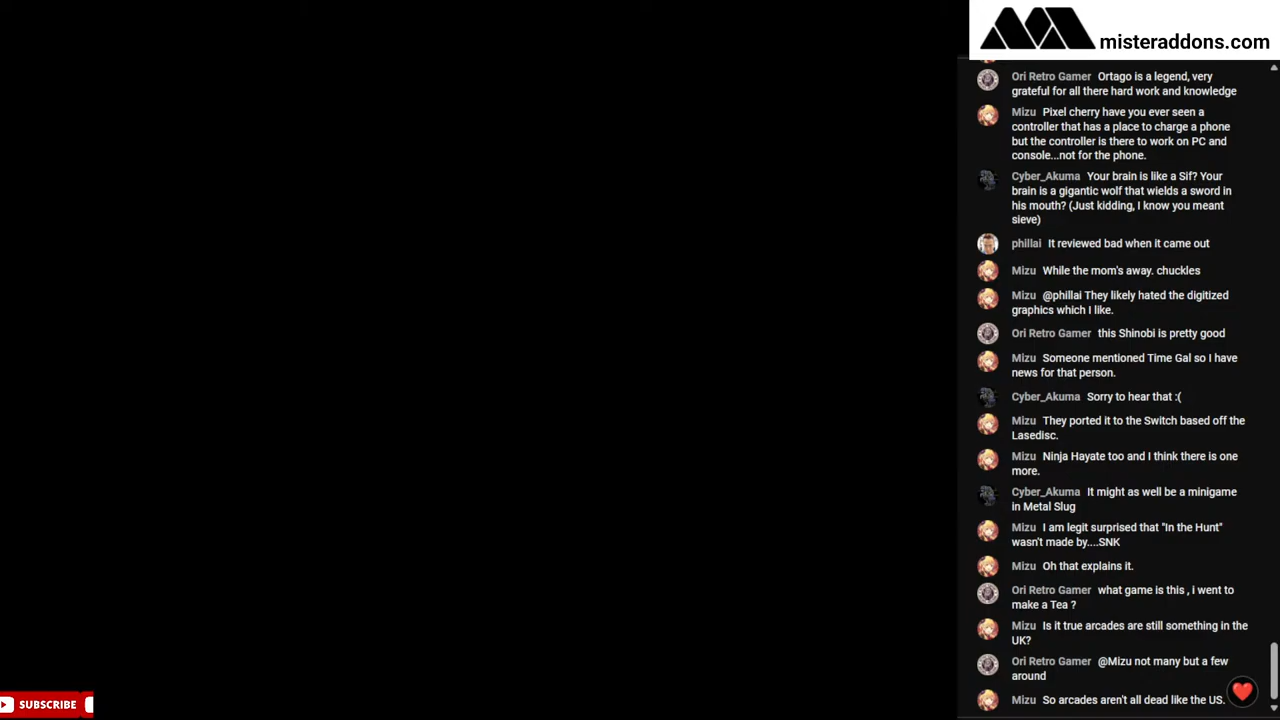 misteraddons.com
Ori Retro Gamer Ortago is a legend, very
grateful for all there hard work and knowledge
Mizu Pixel cherry have you ever seen a
controller that has a place to charge a phone
but the controller is there to work on PC and
console...not for the phone.
Cyber_Akuma Your brain is like a Sif? Your
brain is a gigantic wolf that wields a sword in
his mouth? (Just kidding, I know you meant
sieve)
phillai It reviewed bad when it came out
Mizu While the mom's away. chuckles
Mizu @phillai They likely hated the digitized
graphics which I like.
Ori Retro Gamer this Shinobi is pretty good
Mizu Someone mentioned Time Gal so I have
news for that person.
Cyber_Akuma Sorry to hear that :(
Mizu They ported it to the Switch based off the
Lasedisc.
Mizu Ninja Hayate too and I think there is one
more.
Cyber_Akuma It might as well be a minigame
in Metal Slug
Mizu I am legit surprised that "In the Hunt"
wasn't made by....SNK
Mizu Oh that explains it.
Ori Retro Gamer what game is this , i went to
make a Tea ?
Mizu Is it true arcades are still something in the
UK?
Ori Retro Gamer @Mizu not many but a few
around
Mizu So arcades aren't all dead like the US.
SUBSCRIBE